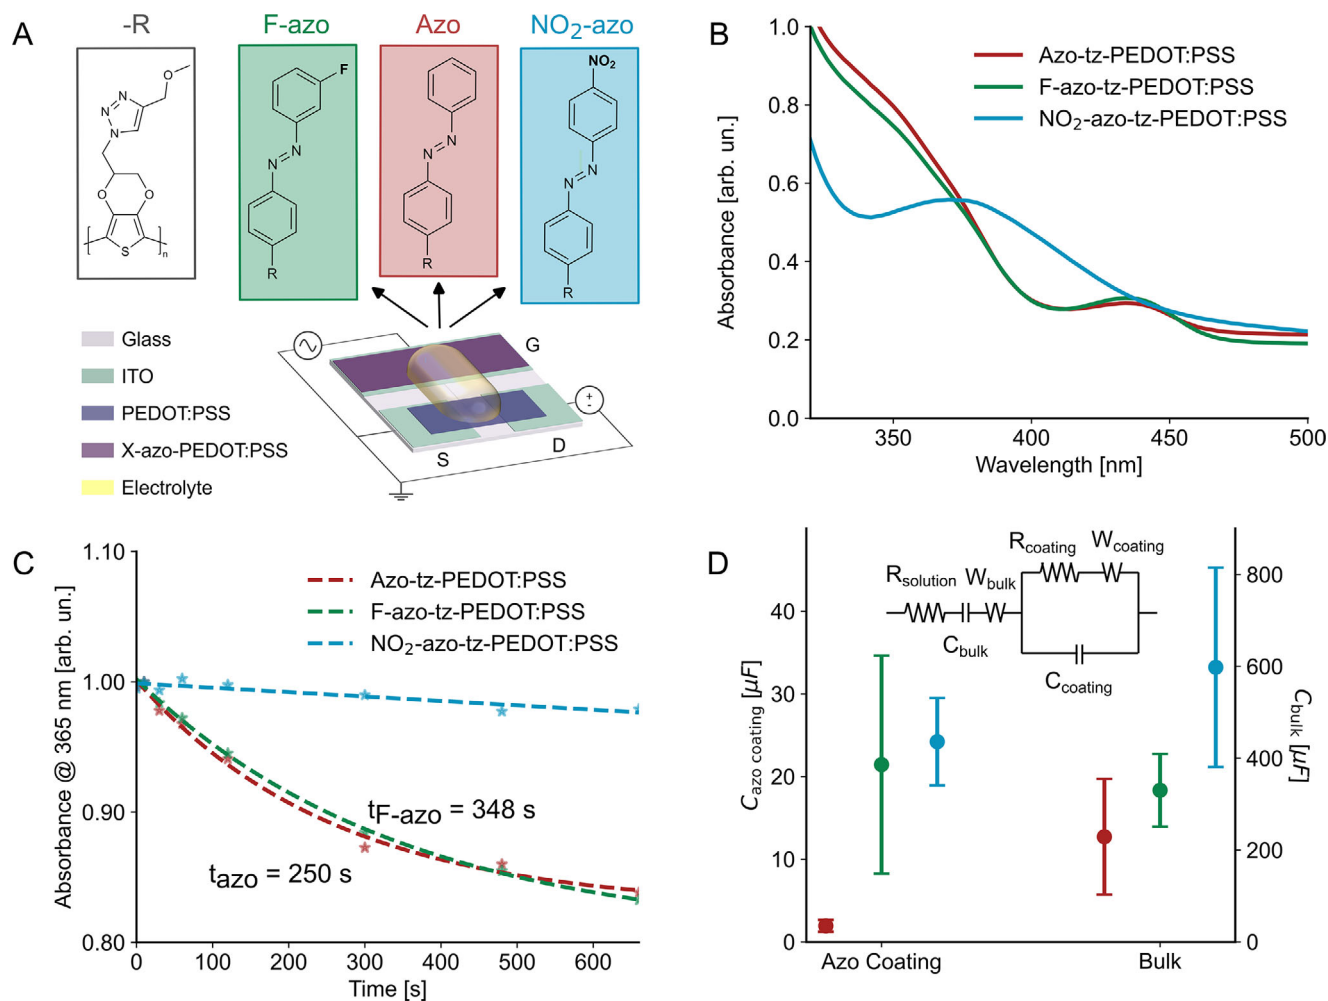 A
-R
F-azo
Azo
NO2-azo
O
N
N
N
O
O
S
n
F
N
N
R
N
N
R
NO2
N
N
R
Glass
ITO
PEDOT:PSS
X-azo-PEDOT:PSS
Electrolyte
G
S
D
+
-
B
Absorbance [arb. un.]
1.0
0.8
0.6
0.4
0.2
0.0
350
400
450
500
Wavelength [nm]
Azo-tz-PEDOT:PSS
F-azo-tz-PEDOT:PSS
NO2-azo-tz-PEDOT:PSS
C
Absorbance @ 365 nm [arb. un.]
1.10
1.00
0.90
0.80
0
100
200
300
400
500
600
Time [s]
Azo-tz-PEDOT:PSS
F-azo-tz-PEDOT:PSS
NO2-azo-tz-PEDOT:PSS
tF-azo = 348 s
tazo = 250 s
D
Cazo coating [µF]
40
30
20
10
0
Azo Coating
Bulk
Rsolution
Wbulk
Cbulk
Rcoating
Wcoating
Ccoating
800
600
400
200
0
Cbulk [µF]